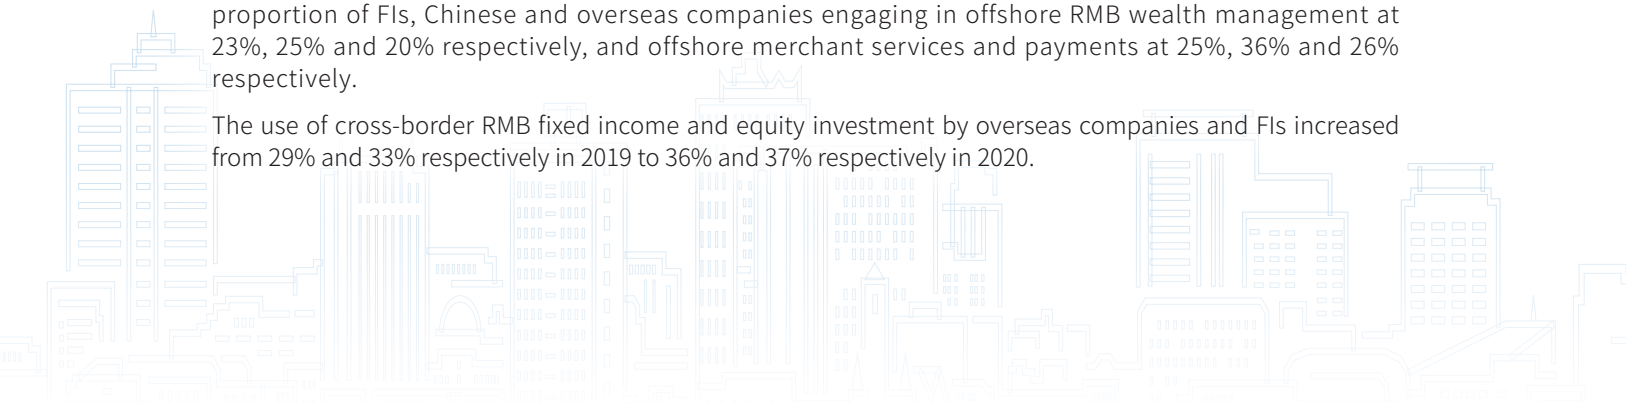 proportion of FIs, Chinese and overseas companies engaging in offshore RMB wealth management at
23%, 25% and 20% respectively, and offshore merchant services and payments at 25%, 36% and 26%
respectively.
The use of cross-border RMB fixed income and equity investment by overseas companies and FIs increased
from 29% and 33% respectively in 2019 to 36% and 37% respectively in 2020.